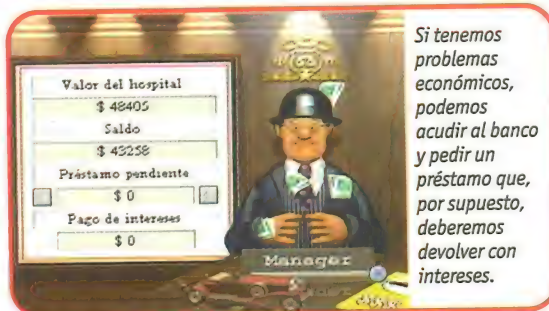 Valor del hospital
$ 48405
Saldo
$ 43258
Préstamo pendiente
$ 0
Pago de intereses
$ 0
Manager
Si tenemos
problemas
económicos,
podemos
acudir al banco
y pedir un
préstamo que,
por supuesto,
deberemos
devolver con
intereses.